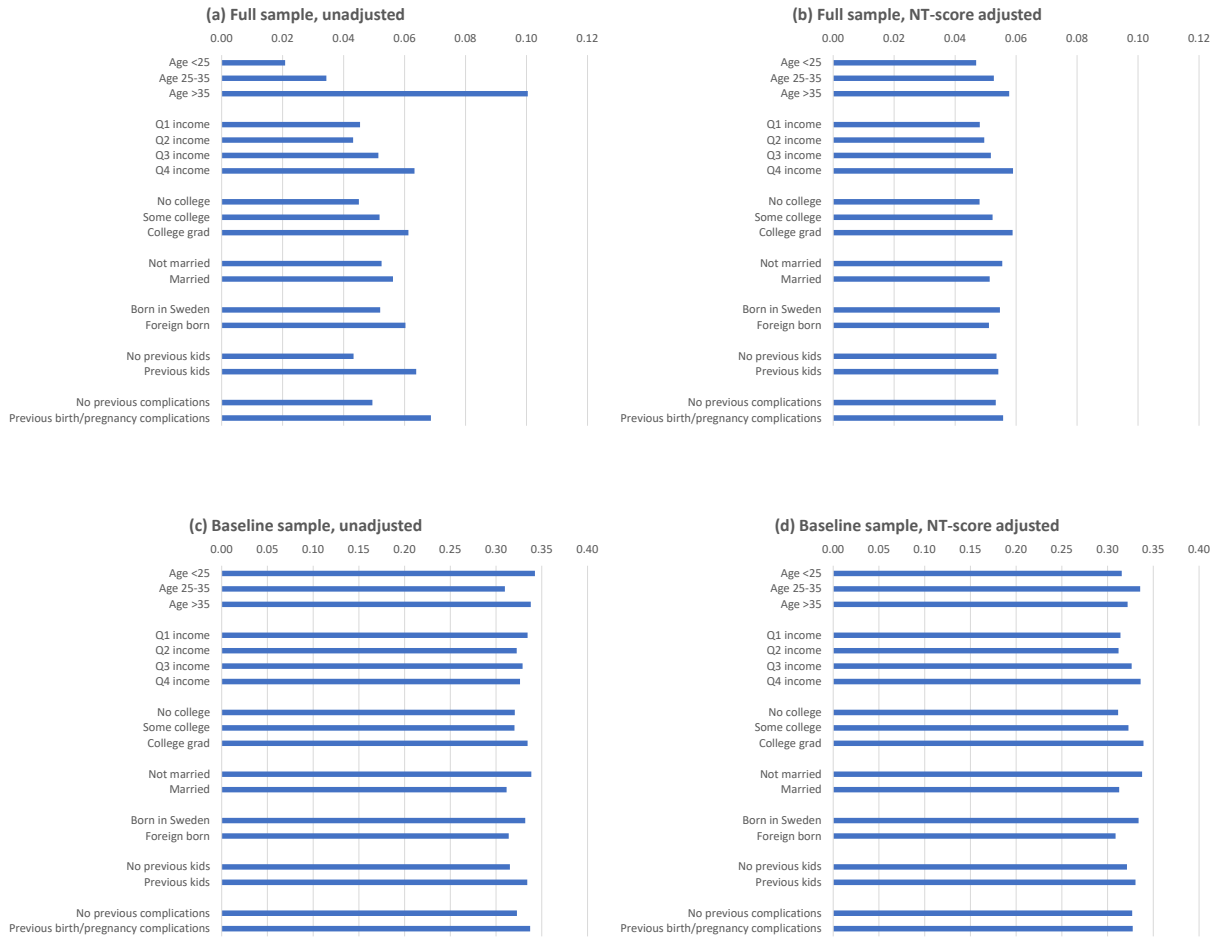 (a) Full sample, unadjusted
0.00 0.02 0.04 0.06 0.08 0.10 0.12
Age <25
Age 25-35
Age >35
Q1 income
Q2 income
Q3 income
Q4 income
No college
Some college
College grad
Not married
Married
Born in Sweden
Foreign born
No previous kids
Previous kids
No previous complications
Previous birth/pregnancy complications
(b) Full sample, NT-score adjusted
0.00 0.02 0.04 0.06 0.08 0.10 0.12
Age <25
Age 25-35
Age >35
Q1 income
Q2 income
Q3 income
Q4 income
No college
Some college
College grad
Not married
Married
Born in Sweden
Foreign born
No previous kids
Previous kids
No previous complications
Previous birth/pregnancy complications
(c) Baseline sample, unadjusted
0.00 0.05 0.10 0.15 0.20 0.25 0.30 0.35 0.40
Age <25
Age 25-35
Age >35
Q1 income
Q2 income
Q3 income
Q4 income
No college
Some college
College grad
Not married
Married
Born in Sweden
Foreign born
No previous kids
Previous kids
No previous complications
Previous birth/pregnancy complications
(d) Baseline sample, NT-score adjusted
0.00 0.05 0.10 0.15 0.20 0.25 0.30 0.35 0.40
Age <25
Age 25-35
Age >35
Q1 income
Q2 income
Q3 income
Q4 income
No college
Some college
College grad
Not married
Married
Born in Sweden
Foreign born
No previous kids
Previous kids
No previous complications
Previous birth/pregnancy complications